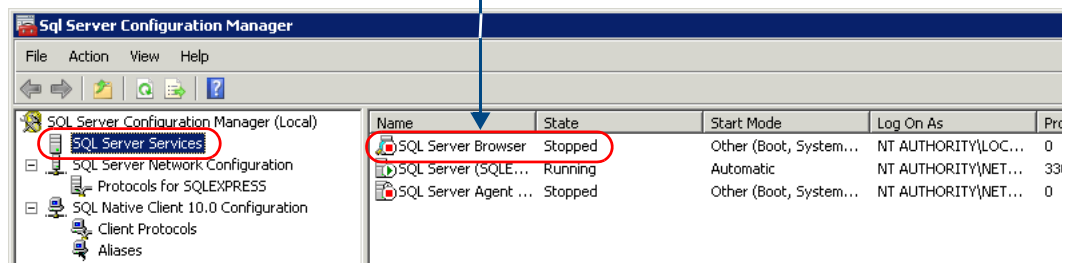 Sql Server Configuration Manager
File Action View Help
SQL Server Configuration Manager (Local)
SQL Server Services
SQL Server Network Configuration
Protocols for SQLEXPRESS
SQL Native Client 10.0 Configuration
Client Protocols
Aliases
Name State Start Mode Log On As Pro
SQL Server Browser Stopped Other (Boot, System... NT AUTHORITY\LOC... 0
SQL Server (SQLE... Running Automatic NT AUTHORITY\NET... 330
SQL Server Agent ... Stopped Other (Boot, System... NT AUTHORITY\NET... 0